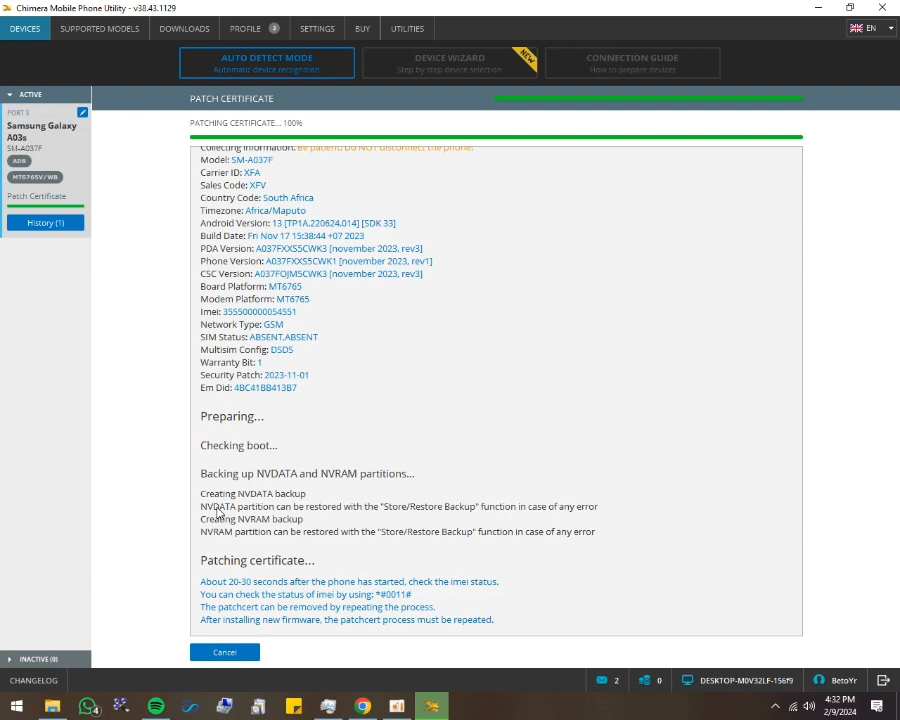 Chimera Mobile Phone Utility - v38.43.1129
DEVICES
SUPPORTED MODELS
DOWNLOADS
PROFILE 2
SETTINGS
BUY
UTILITIES
EN
AUTO DETECT MODE
Automatic device recognition
DEVICE WIZARD
Step by step device selection
NEW
CONNECTION GUIDE
How to prepare devices
ACTIVE
PORT 3
Samsung Galaxy
A03s
SM-A037F
ADB
MT6765V/WB
Patch Certificate
History (1)
PATCH CERTIFICATE
PATCHING CERTIFICATE... 100%
Collecting information. Be patient! Do NOT disconnect the phone!
Model: SM-A037F
Carrier ID: XFA
Sales Code: XFV
Country Code: South Africa
Timezone: Africa/Maputo
Android Version: 13 [TP1A.220624.014] [SDK 33]
Build Date: Fri Nov 17 15:38:44 +07 2023
PDA Version: A037FXXS5CWK3 [november 2023, rev3]
Phone Version: A037FXXS5CWK1 [november 2023, rev1]
CSC Version: A037FOJM5CWK3 [november 2023, rev3]
Board Platform: MT6765
Modem Platform: MT6765
Imei: 355500000054551
Network Type: GSM
SIM Status: ABSENT,ABSENT
Multisim Config: DSDS
Warranty Bit: 1
Security Patch: 2023-11-01
Em Did: 4BC41BB413B7
Preparing...
Checking boot...
Backing up NVDATA and NVRAM partitions...
Creating NVDATA backup
NVDATA partition can be restored with the "Store/Restore Backup" function in case of any error
Creating NVRAM backup
NVRAM partition can be restored with the "Store/Restore Backup" function in case of any error
Patching certificate...
About 20-30 seconds after the phone has started, check the imei status.
You can check the status of imei by using: *#0011#
The patchcert can be removed by repeating the process.
After installing new firmware, the patchcert process must be repeated.
Cancel
INACTIVE (0)
CHANGELOG
2
0
DESKTOP-M0V32LF-156f9
BetoYr
4
4:32 PM
2/9/2024